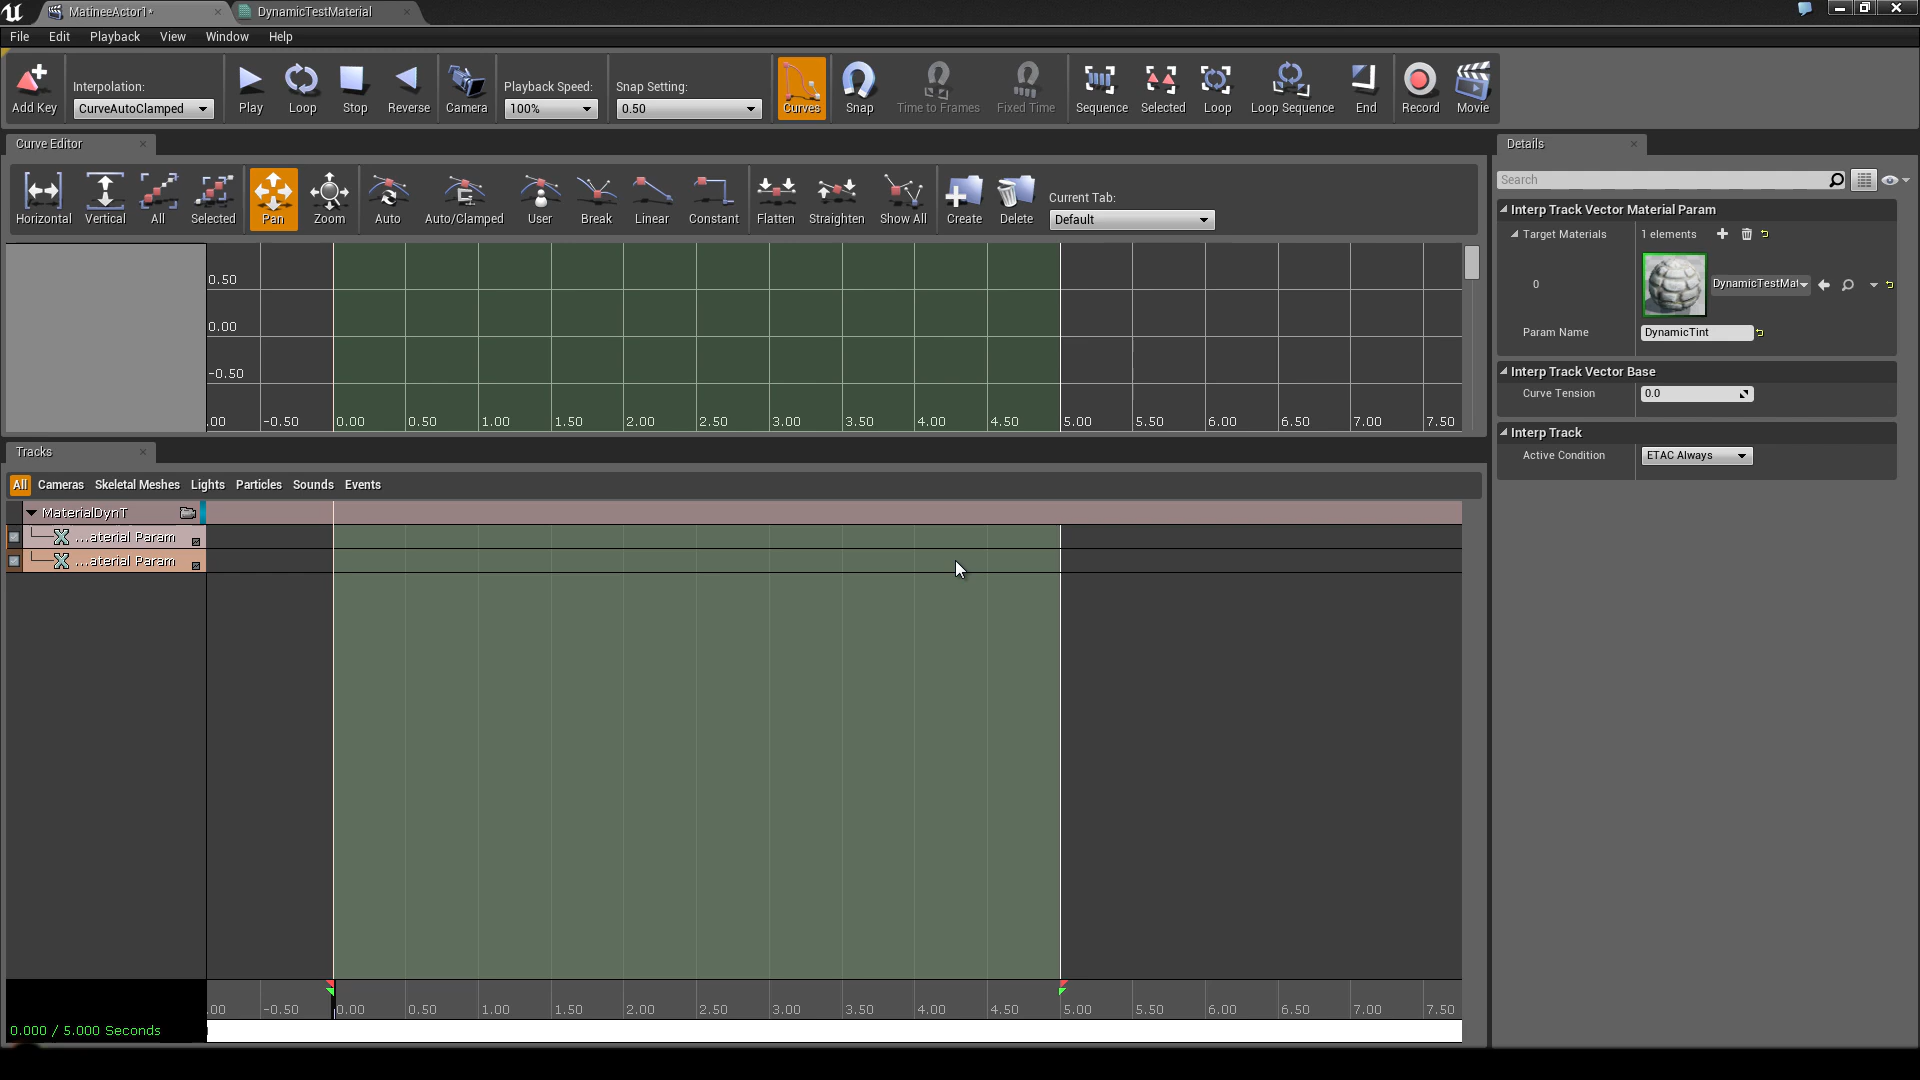 MatineeActor1*
DynamicTestMaterial
File Edit Playback View Window Help
Add Key
Interpolation:
CurveAutoClamped
Play Loop Stop Reverse Camera
Playback Speed:
100%
Snap Setting:
0.50
Curves Snap Time to Frames Fixed Time Sequence Selected Loop Loop Sequence End Record Movie
Curve Editor
Horizontal Vertical All Selected Pan Zoom Auto Auto/Clamped User Break Linear Constant Flatten Straighten Show All Create Delete
Current Tab:
Default
0.50
0.00
-0.50
.00 -0.50 0.00 0.50 1.00 1.50 2.00 2.50 3.00 3.50 4.00 4.50 5.00 5.50 6.00 6.50 7.00 7.50
Tracks
All Cameras Skeletal Meshes Lights Particles Sounds Events
MaterialDynT
...aterial Param
...aterial Param
.00 -0.50 0.00 0.50 1.00 1.50 2.00 2.50 3.00 3.50 4.00 4.50 5.00 5.50 6.00 6.50 7.00 7.50
0.000 / 5.000 Seconds
Details
Search
Interp Track Vector Material Param
Target Materials 1 elements
0 DynamicTestMat
Param Name DynamicTint
Interp Track Vector Base
Curve Tension 0.0
Interp Track
Active Condition ETAC Always